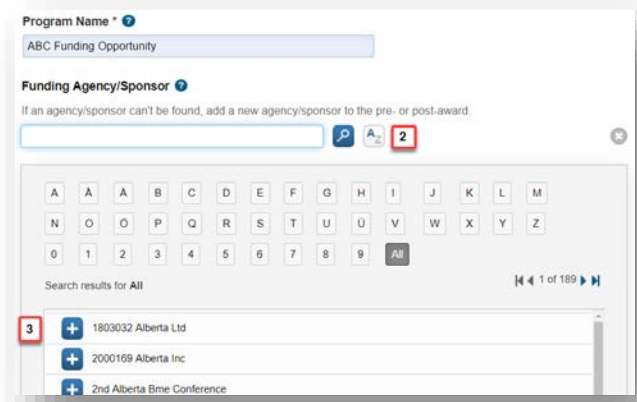 Program Name * ?
ABC Funding Opportunity
Funding Agency/Sponsor ?
If an agency/sponsor can't be found, add a new agency/sponsor to the pre- or post-award.
A Z 2
A Å Ä B C D E F G H I J K L M
N O Ö P Q R S T U Ü V W X Y Z
0 1 2 3 4 5 6 7 8 9 All
Search results for All 1 of 189
3 1803032 Alberta Ltd
2000169 Alberta Inc
2nd Alberta Bme Conference